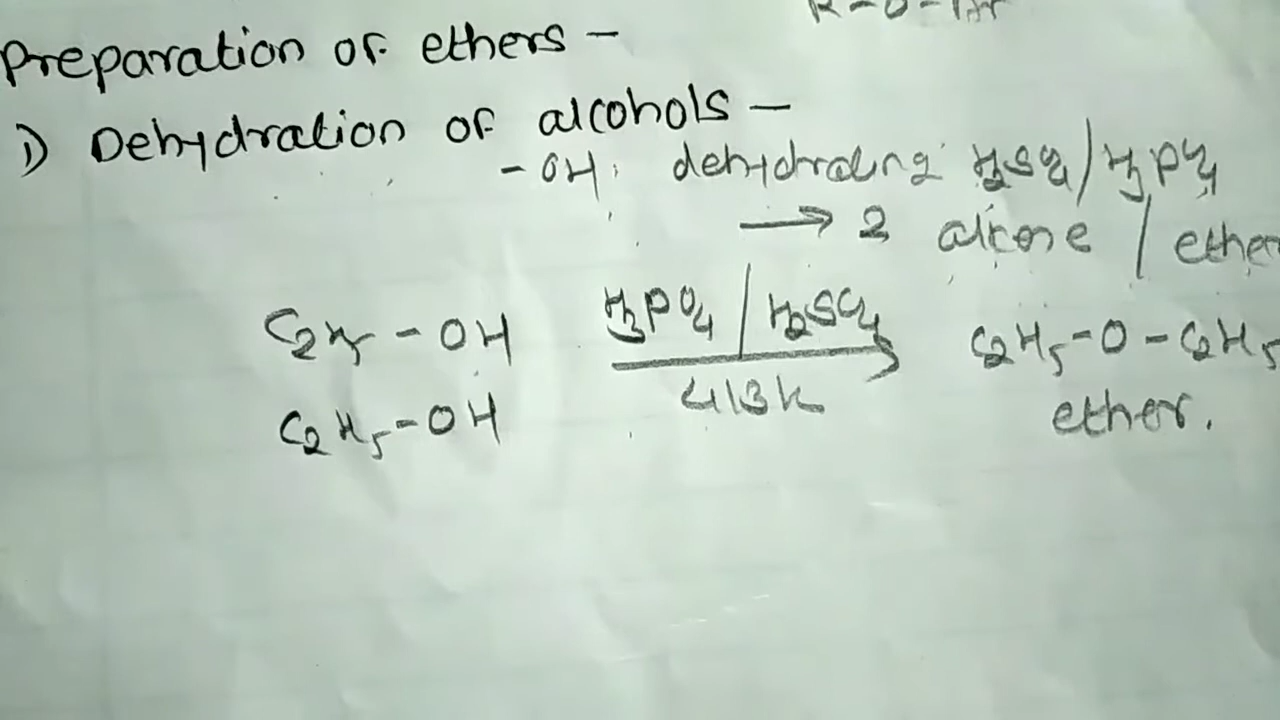 Preparation of ethers -
1) Dehydration of alcohols -
- OH dehydrating H2SO4 / H3PO4
→ 2 alkene / ether
C2H5 - OH H3PO4 / H2SO4 C2H5 - O - C2H5
413K
C2H5 - OH ether.